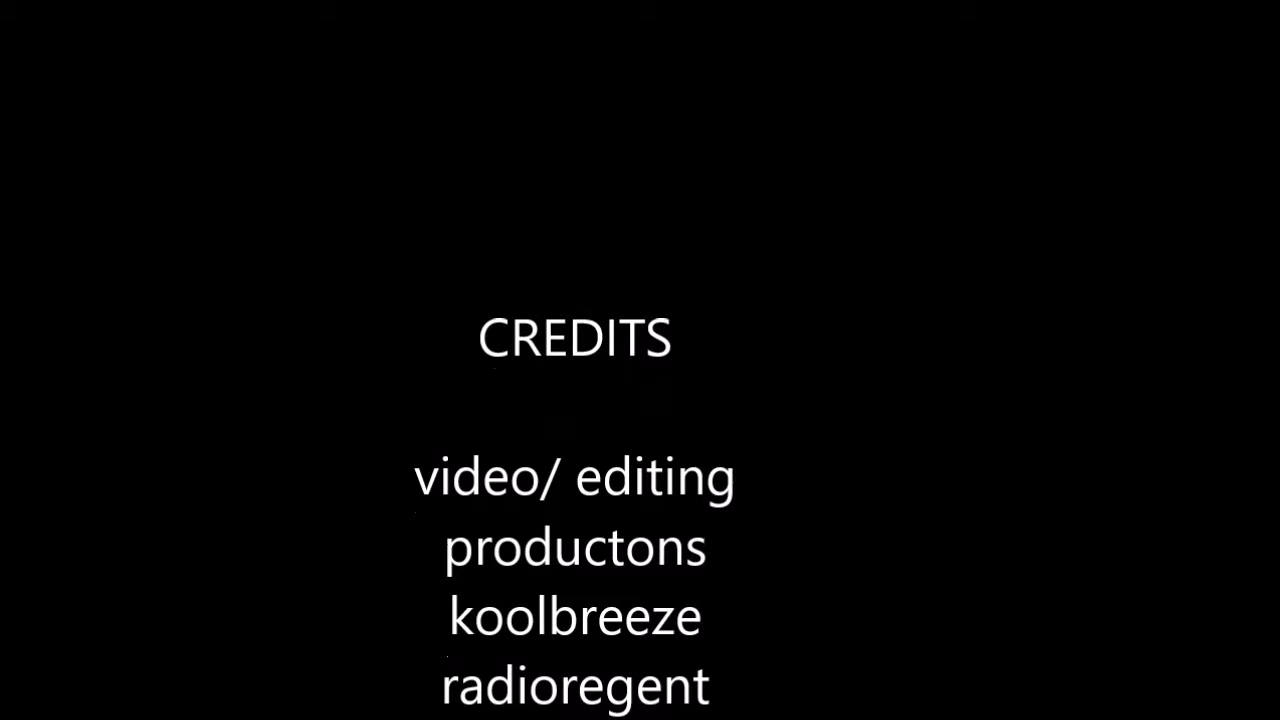 CREDITS
video/ editing
productons
koolbreeze
radioregent